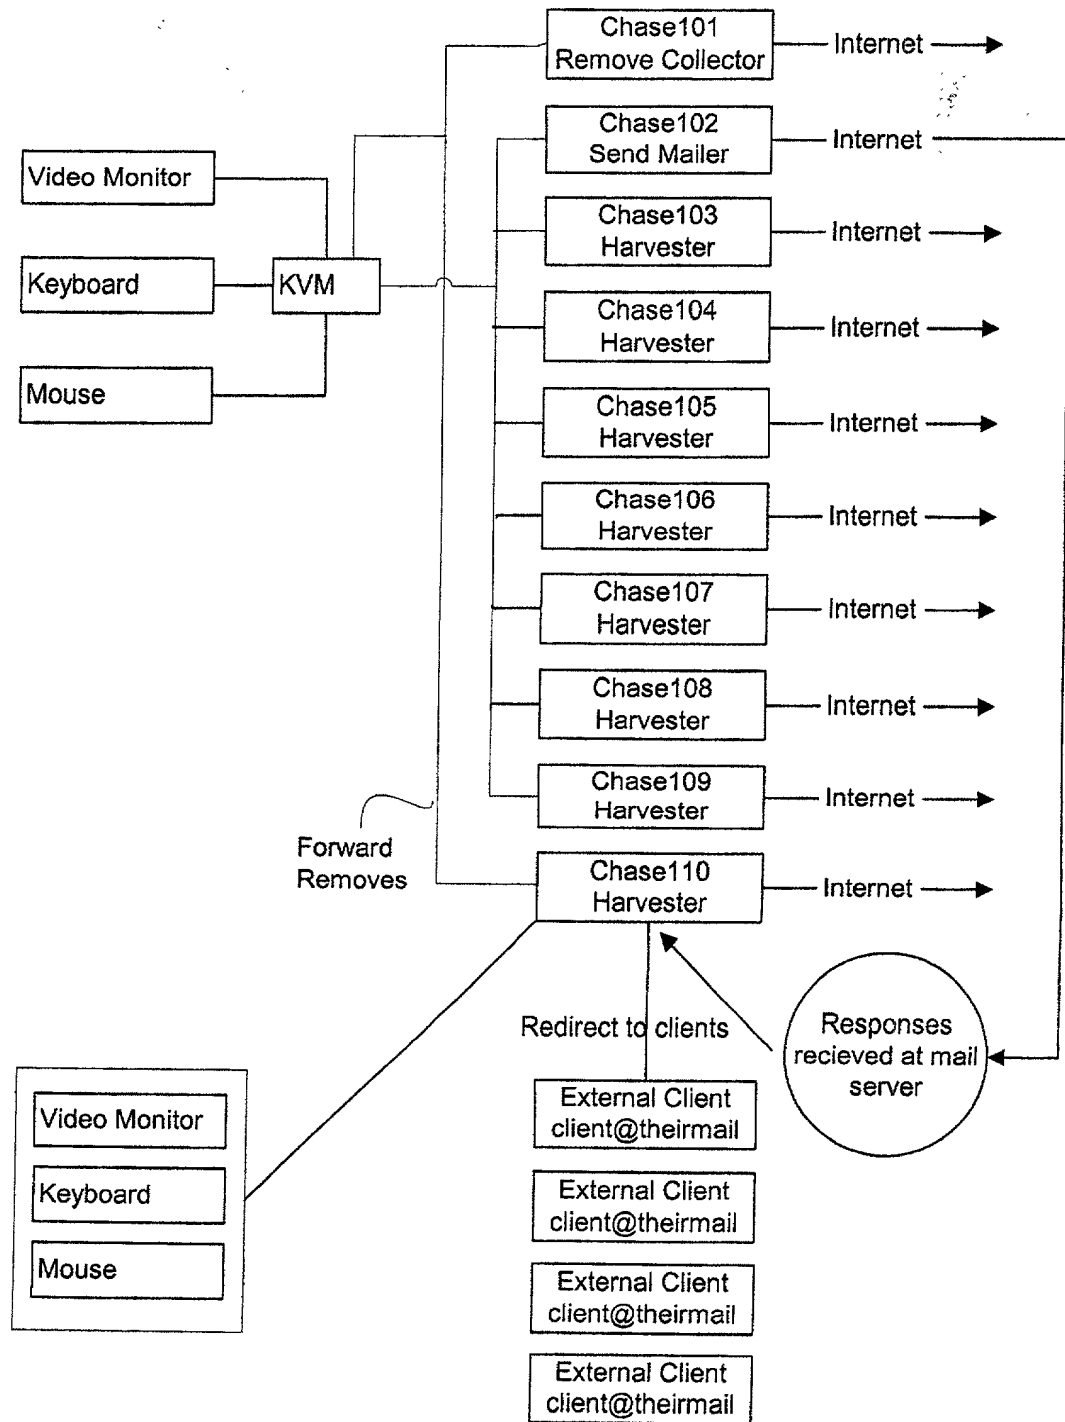 Chase101
Remove Collector
Internet
Chase102
Send Mailer
Internet
Video Monitor
Chase103
Harvester
Internet
Keyboard
KVM
Chase104
Harvester
Internet
Mouse
Chase105
Harvester
Internet
Chase106
Harvester
Internet
Chase107
Harvester
Internet
Chase108
Harvester
Internet
Chase109
Harvester
Internet
Forward
Removes
Chase110
Harvester
Internet
Redirect to clients
Responses
recieved at mail
server
External Client
client@theirmail
Video Monitor
Keyboard
Mouse
External Client
client@theirmail
External Client
client@theirmail
External Client
client@theirmail